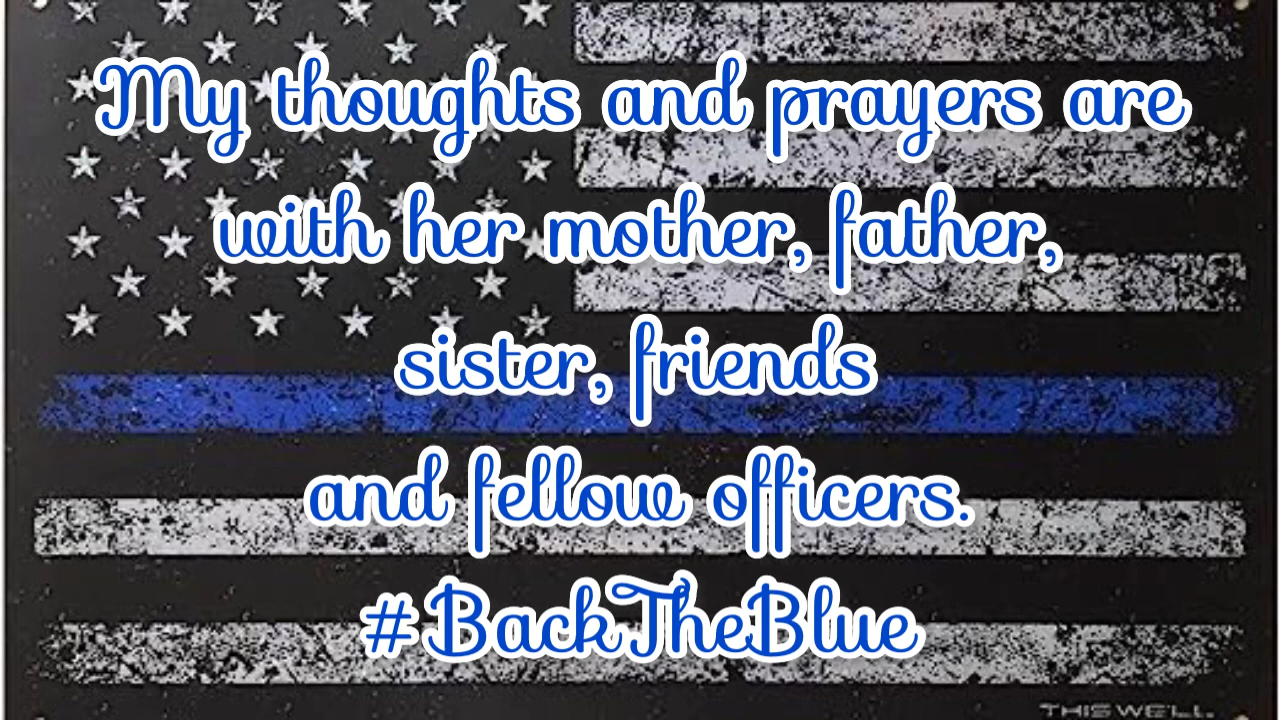 My thoughts and prayers are
with her mother, father,
sister, friends
and fellow officers.
#BackTheBlue
THIS WE'LL